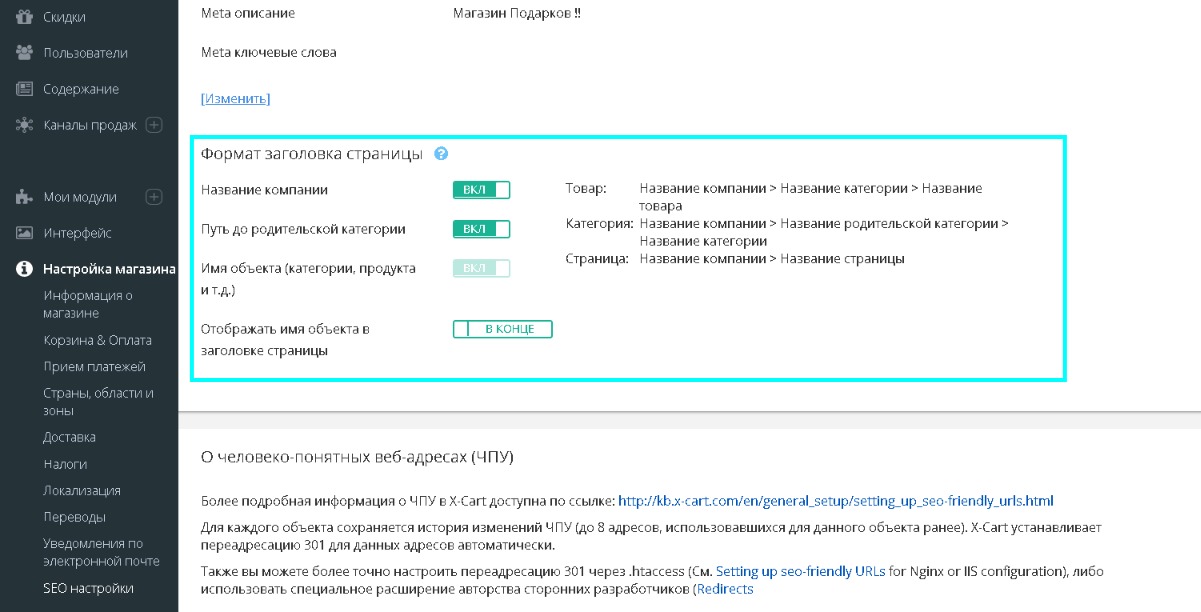 Скидки
Пользователи
Содержание
Каналы продаж
Мои модули
Интерфейс
Настройка магазина
Информация о
магазине
Корзина & Оплата
Прием платежей
Страны, области и
зоны
Доставка
Налоги
Локализация
Переводы
Уведомления по
электронной почте
SEO настройки
Meta описание Магазин Подарков !!
Meta ключевые слова
[Изменить]
Формат заголовка страницы ?
Название компании ВКЛ
Путь до родительской категории ВКЛ
Имя объекта (категории, продукта ВКЛ
и т.д.)
Отображать имя объекта в В КОНЦЕ
заголовке страницы
Товар: Название компании > Название категории > Название
товара
Категория: Название компании > Название родительской категории >
Название категории
Страница: Название компании > Название страницы
О человеко-понятных веб-адресах (ЧПУ)
Более подробная информация о ЧПУ в X-Cart доступна по ссылке: http://kb.x-cart.com/en/general_setup/setting_up_seo-friendly_urls.html
Для каждого объекта сохраняется история изменений ЧПУ (до 8 адресов, использовавшихся для данного объекта ранее). X-Cart устанавливает
переадресацию 301 для данных адресов автоматически.
Также вы можете более точно настроить переадресацию 301 через .htaccess (См. Setting up seo-friendly URLs for Nginx or IIS configuration), либо
использовать специальное расширение авторства сторонних разработчиков (Redirects